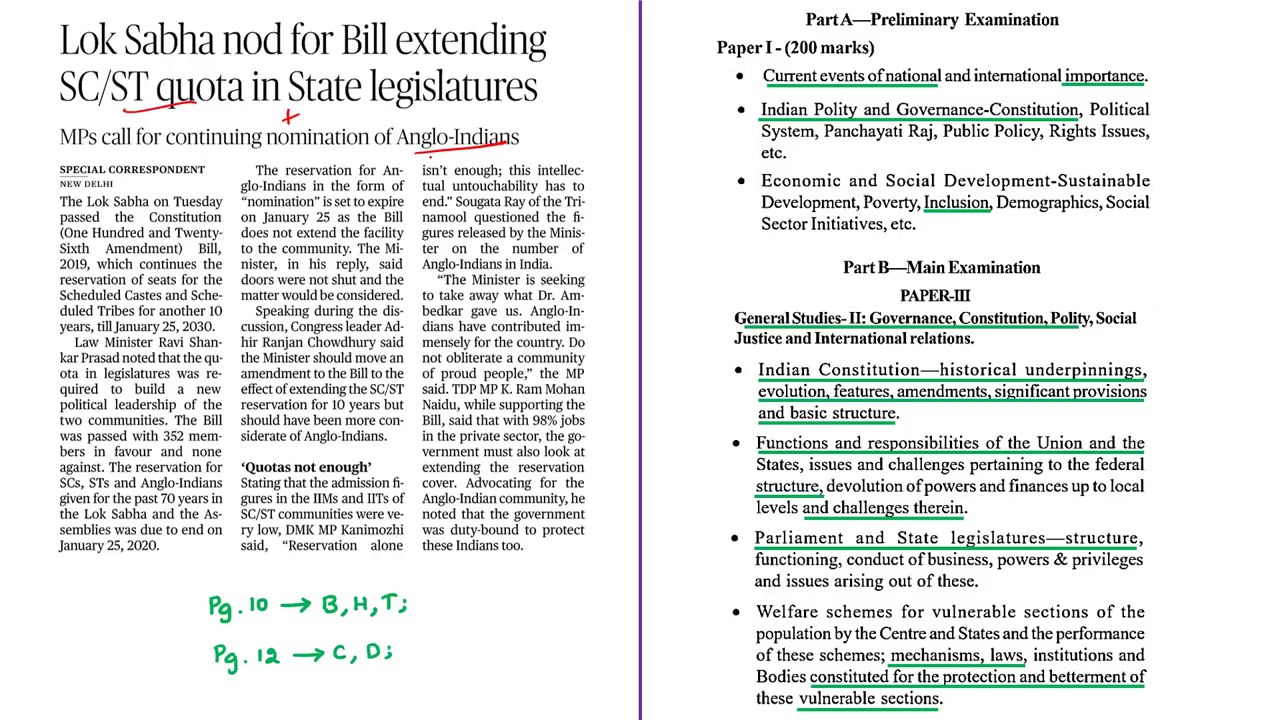 Lok Sabha nod for Bill extending
SC/ST quota in State legislatures
+
MPs call for continuing nomination of Anglo-Indians
SPECIAL CORRESPONDENT
NEW DELHI
The Lok Sabha on Tuesday
passed the Constitution
(One Hundred and Twenty-
Sixth Amendment) Bill,
2019, which continues the
reservation of seats for the
Scheduled Castes and Sche-
duled Tribes for another 10
years, till January 25, 2030.
Law Minister Ravi Shan-
kar Prasad noted that the qu-
ota in legislatures was re-
quired to build a new
political leadership of the
two communities. The Bill
was passed with 352 mem-
bers in favour and none
against. The reservation for
SCs, STs and Anglo-Indians
given for the past 70 years in
the Lok Sabha and the As-
semblies was due to end on
January 25, 2020.
The reservation for An-
glo-Indians in the form of
“nomination” is set to expire
on January 25 as the Bill
does not extend the facility
to the community. The Mi-
nister, in his reply, said
doors were not shut and the
matter would be considered.
Speaking during the dis-
cussion, Congress leader Ad-
hir Ranjan Chowdhury said
the Minister should move an
amendment to the Bill to the
effect of extending the SC/ST
reservation for 10 years but
should have been more con-
siderate of Anglo-Indians.
‘Quotas not enough’
Stating that the admission fi-
gures in the IIMs and IITs of
SC/ST communities were ve-
ry low, DMK MP Kanimozhi
said, “Reservation alone
isn’t enough; this intellec-
tual untouchability has to
end.” Sougata Ray of the Tri-
namool questioned the fi-
gures released by the Minis-
ter on the number of
Anglo-Indians in India.
“The Minister is seeking
to take away what Dr. Am-
bedkar gave us. Anglo-In-
dians have contributed im-
mensely for the country. Do
not obliterate a community
of proud people,” the MP
said. TDP MP K. Ram Mohan
Naidu, while supporting the
Bill, said that with 98% jobs
in the private sector, the go-
vernment must also look at
extending the reservation
cover. Advocating for the
Anglo-Indian community, he
noted that the government
was duty-bound to protect
these Indians too.
Pg. 10 → B, H, T;
Pg. 12 → C, D;
Part A—Preliminary Examination
Paper I - (200 marks)
• Current events of national and international importance.
• Indian Polity and Governance-Constitution, Political
System, Panchayati Raj, Public Policy, Rights Issues,
etc.
• Economic and Social Development-Sustainable
Development, Poverty, Inclusion, Demographics, Social
Sector Initiatives, etc.
Part B—Main Examination
PAPER-III
General Studies- II: Governance, Constitution, Polity, Social
Justice and International relations.
• Indian Constitution—historical underpinnings,
evolution, features, amendments, significant provisions
and basic structure.
• Functions and responsibilities of the Union and the
States, issues and challenges pertaining to the federal
structure, devolution of powers and finances up to local
levels and challenges therein.
• Parliament and State legislatures—structure,
functioning, conduct of business, powers & privileges
and issues arising out of these.
• Welfare schemes for vulnerable sections of the
population by the Centre and States and the performance
of these schemes; mechanisms, laws, institutions and
Bodies constituted for the protection and betterment of
these vulnerable sections.